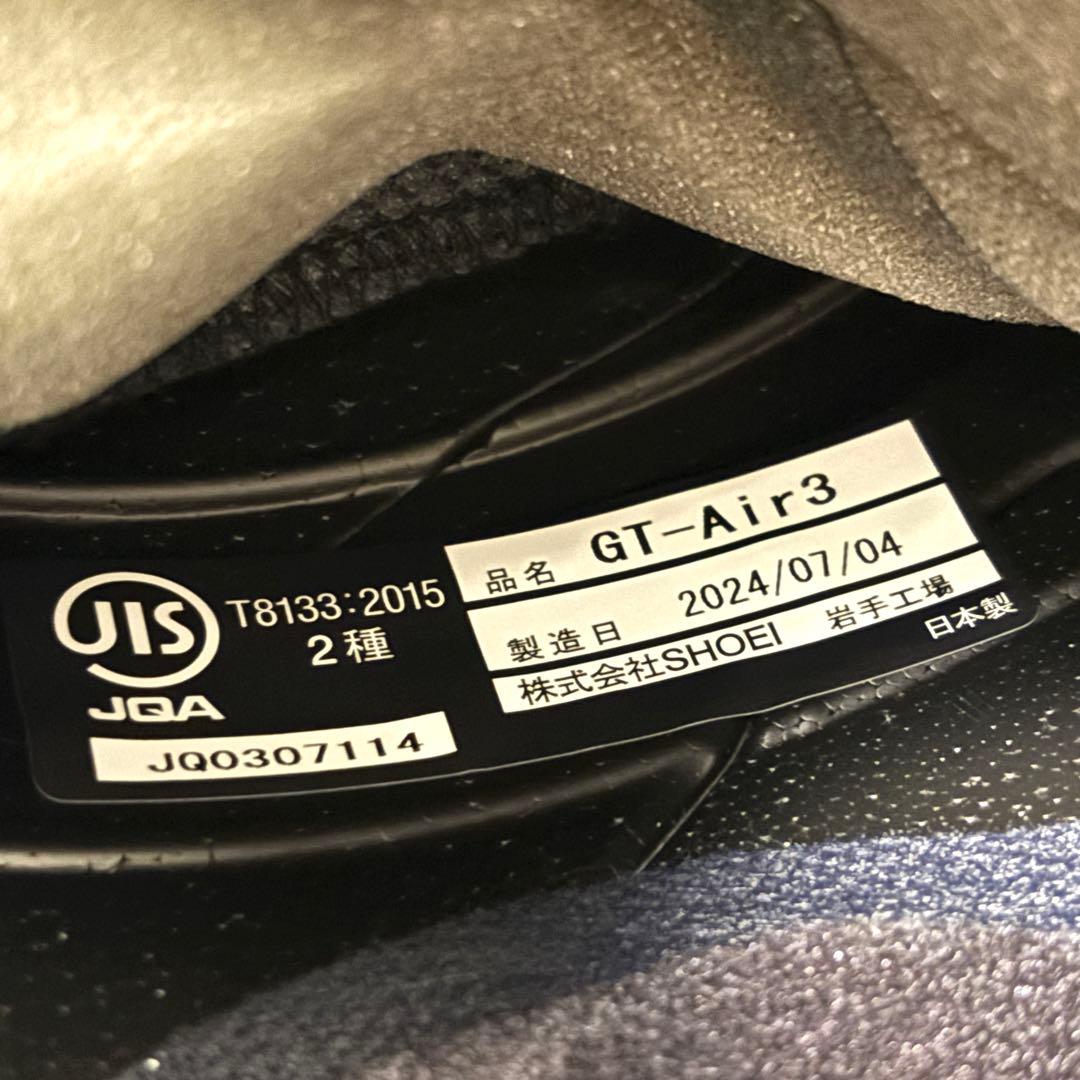 JIS
T8133:2015
2種
JQA
JQ0307114
品名 GT-Air3
製造日 2024/07/04
株式会社SHOEI 岩手工場
日本製